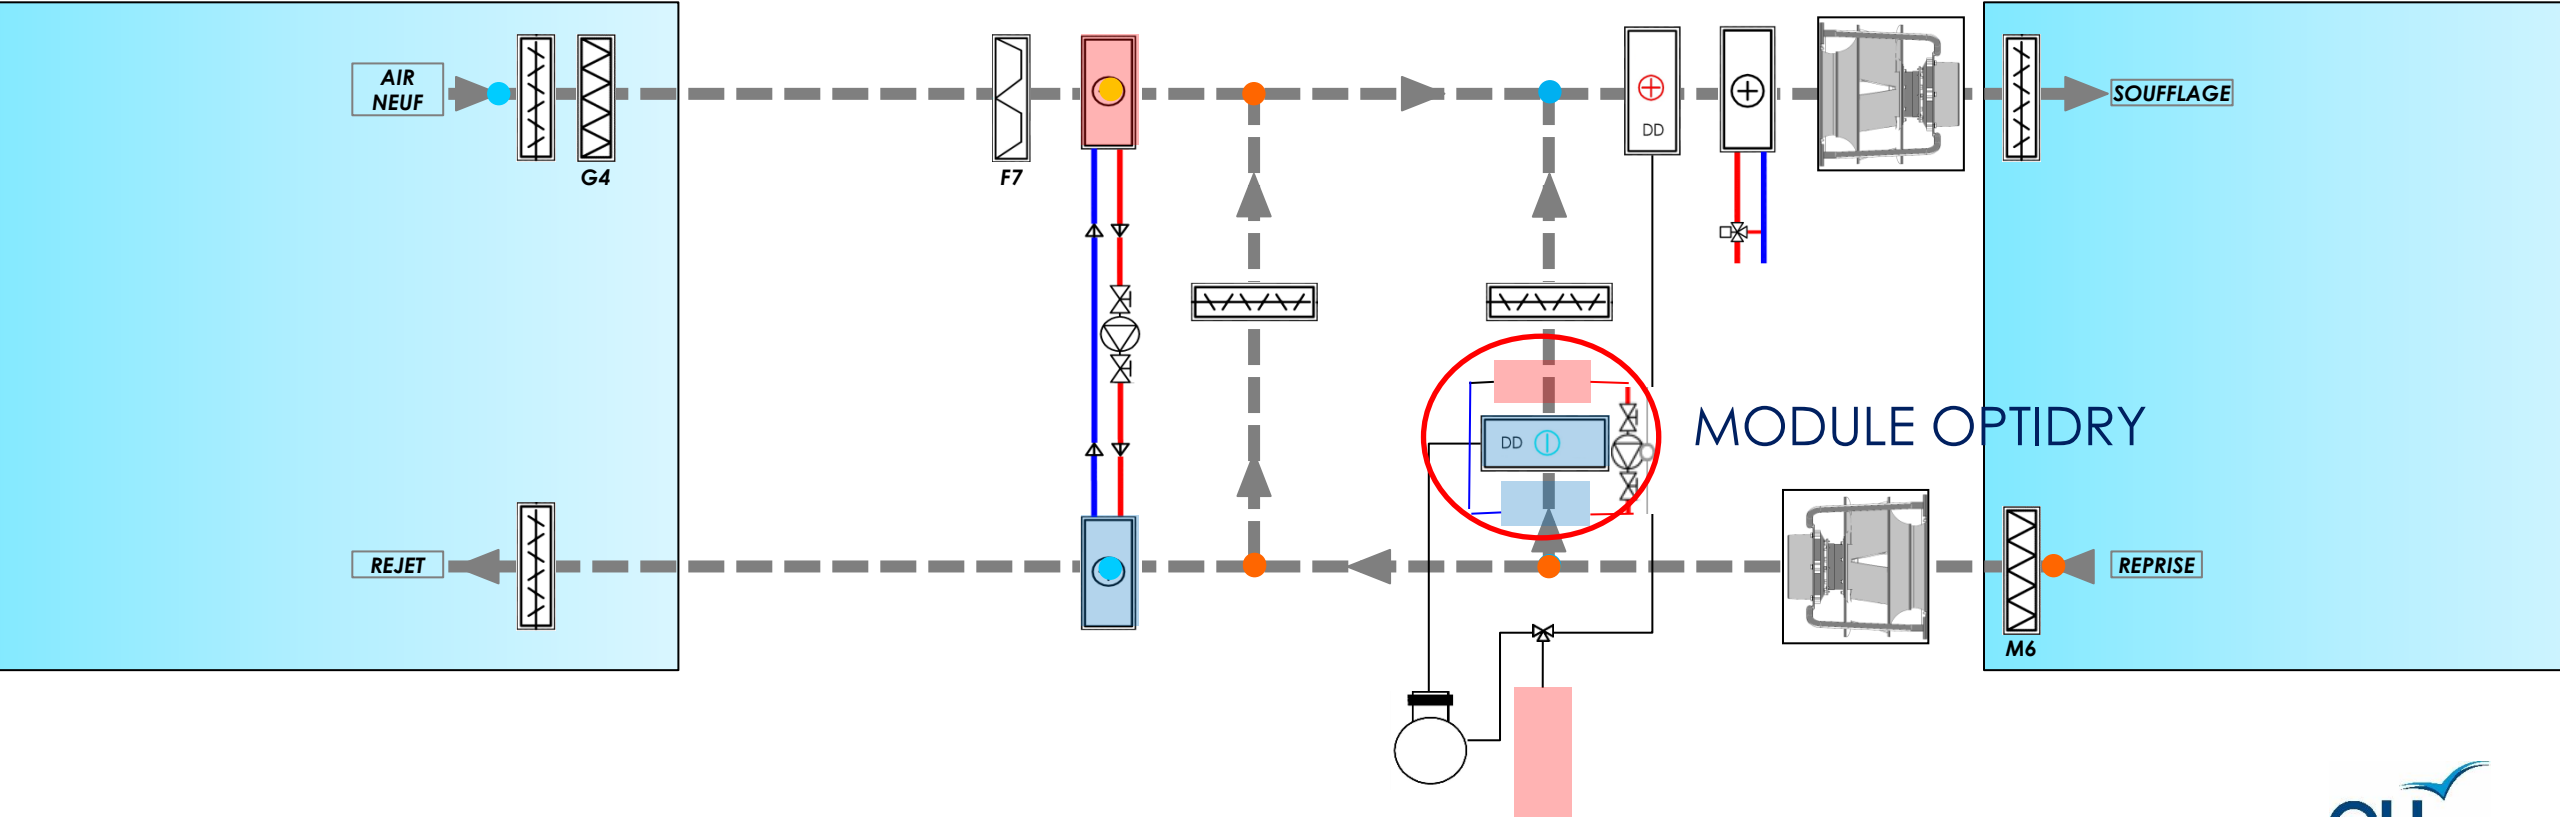 AIR
NEUF
G4
F7
DD
SOUFFLAGE
DD
MODULE OPTIDRY
REJET
REPRISE
M6